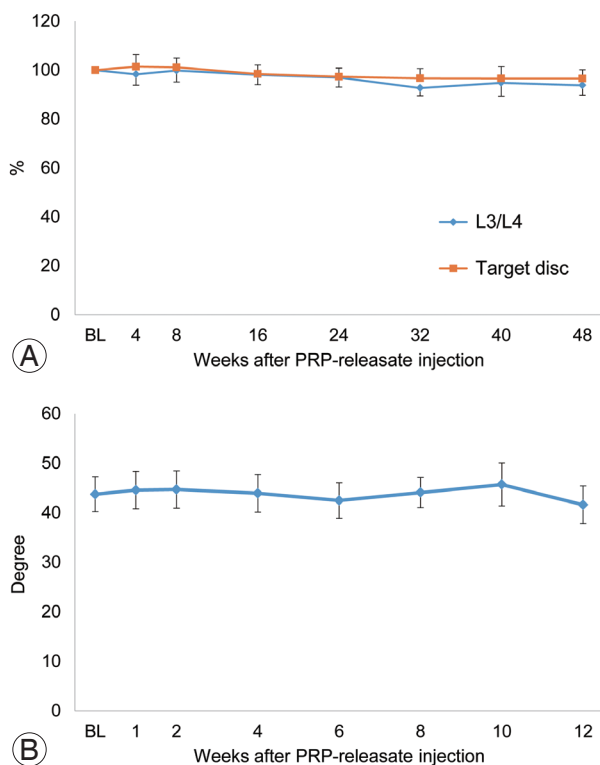 120
100
80
%
60
40
20
0
L3/L4
Target disc
BL 4 8 16 24 32 40 48
Weeks after PRP-releasate injection
A
60
50
40
Degree
30
20
10
0
BL 1 2 4 6 8 10 12
Weeks after PRP-releasate injection
B